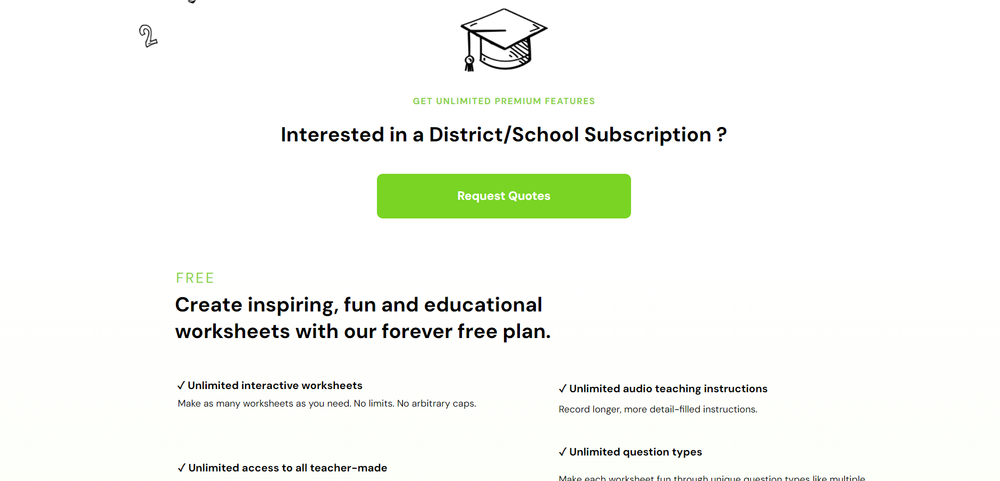 2
GET UNLIMITED PREMIUM FEATURES
Interested in a District/School Subscription ?
Request Quotes
FREE
Create inspiring, fun and educational
worksheets with our forever free plan.
✓ Unlimited interactive worksheets
Make as many worksheets as you need. No limits. No arbitrary caps.
✓ Unlimited audio teaching instructions
Record longer, more detail-filled instructions.
✓ Unlimited access to all teacher-made
✓ Unlimited question types
Make each worksheet fun through unique question types like multiple